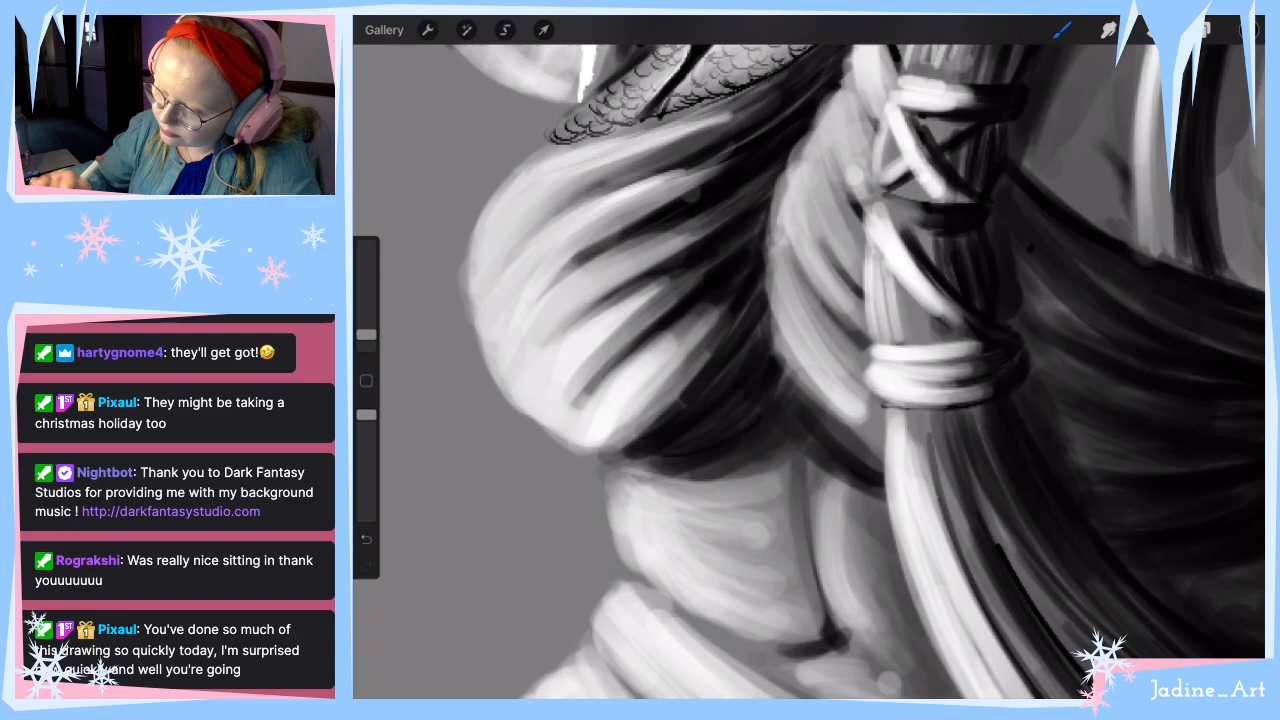 Gallery
hartygnome4: they'll get got!🤣
Pixaul: They might be taking a
christmas holiday too
Nightbot: Thank you to Dark Fantasy
Studios for providing me with my background
music ! http://darkfantasystudio.com
Rograkshi: Was really nice sitting in thank
youuuuuuu
Pixaul: You've done so much of
this drawing so quickly today, I'm surprised
quickly and well you're going
Jadine_Art